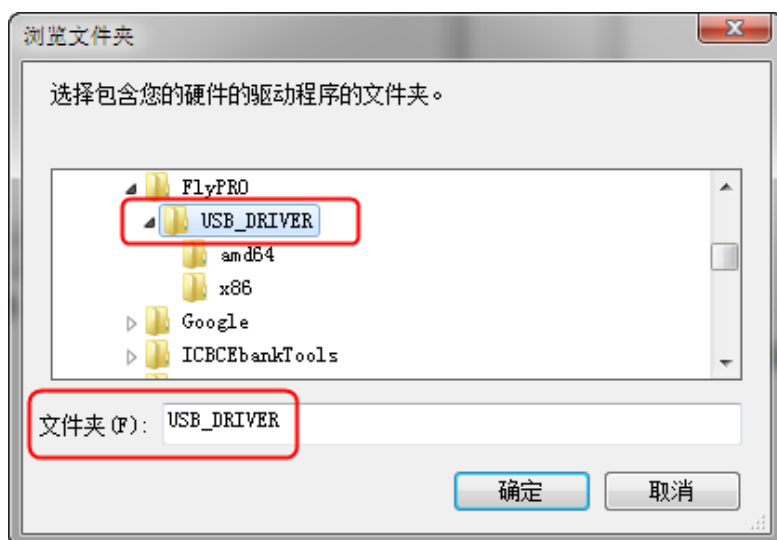 浏览文件夹
选择包含您的硬件的驱动程序的文件夹。
FlyPRO
USB_DRIVER
amd64
x86
Google
ICBCEbankTools
文件夹(F): USB_DRIVER
确定 取消